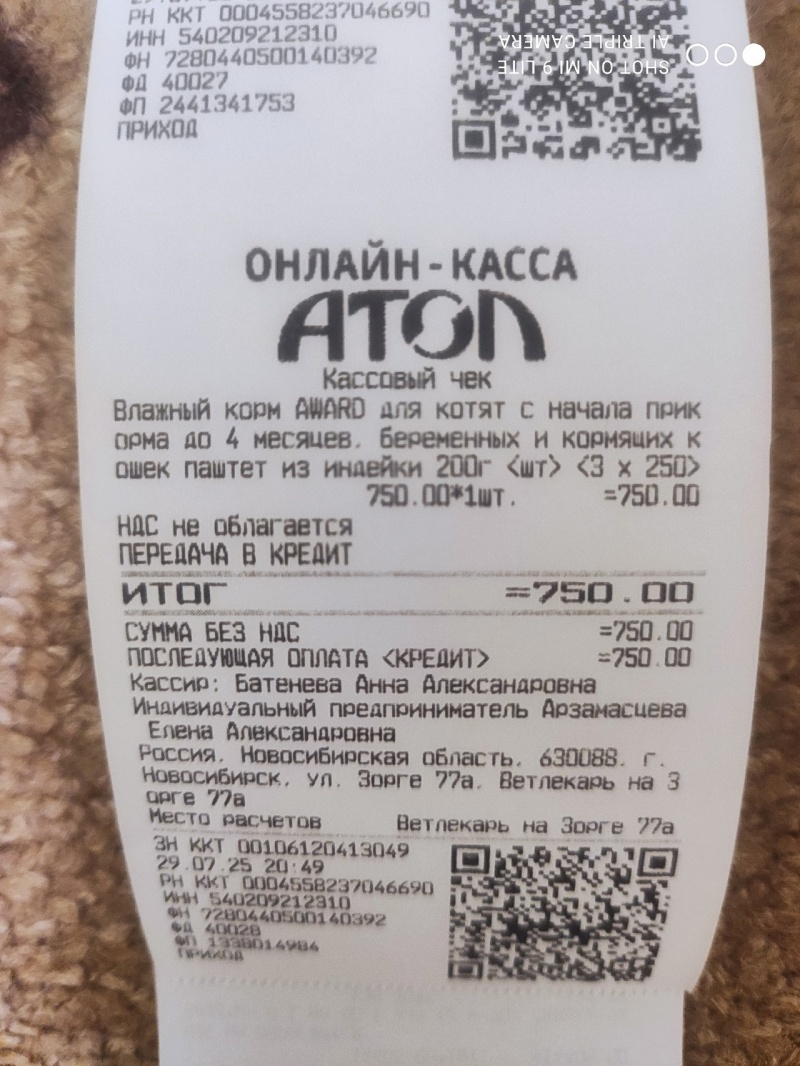 РН ККТ 0004558237046690
ИНН 540209212310
ФН 7280440500140392
ФД 40027
ФП 2441341753
ПРИХОД
SHOT ON MI 9 LITE
AI TRIPLE CAMERA
ОНЛАЙН-КАССА
АТОЛ
Кассовый чек
Влажный корм AWARD для котят с начала прик
орма до 4 месяцев, беременных и кормящих к
ошек паштет из индейки 200г <шт> <3 x 250>
750.00*1шт. =750.00
НДС не облагается
ПЕРЕДАЧА В КРЕДИТ
ИТОГ =750.00
СУММА БЕЗ НДС =750.00
ПОСЛЕДУЮЩАЯ ОПЛАТА <КРЕДИТ> =750.00
Кассир: Батенева Анна Александровна
Индивидуальный предприниматель Арзамасцева
Елена Александровна
Россия, Новосибирская область, 630088, г.
Новосибирск, ул. Зорге 77а, Ветлекарь на З
орге 77а
Место расчетов Ветлекарь на Зорге 77а
ЗН ККТ 00106120413049
29.07.25 20:49
РН ККТ 0004558237046690
ИНН 540209212310
ФН 7280440500140392
ФД 40028
ФП 1338014984
ПРИХОД